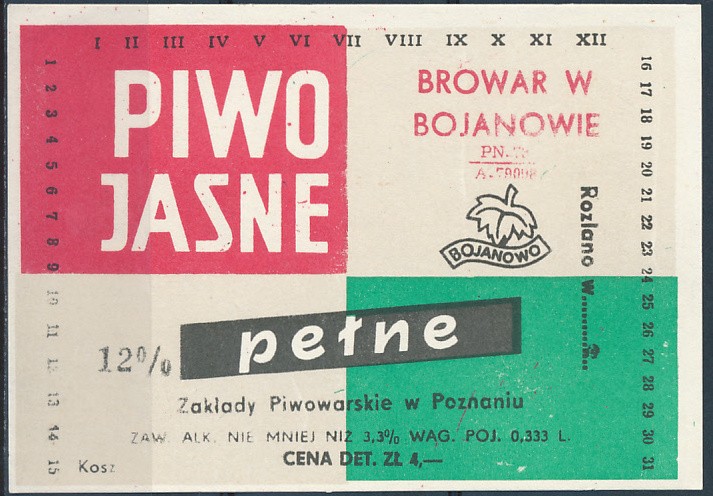 I II III IV V VI VII VIII IX X XI XII
1 2 3 4 5 6 7 8 9 10 11 12 13 14 15
PIWO
JASNE
BROWAR W
BOJANOWIE
PN.
A.79098
BOJANOWO
Rozlano W..........
16 17 18 19 20 21 22 23 24 25 26 27 28 29 30 31
12%
pełne
Zakłady Piwowarskie w Poznaniu
ZAW. ALK. NIE MNIEJ NIŻ 3,3% WAG. POJ. 0,333 L.
Kosz
CENA DET. ZŁ 4,—